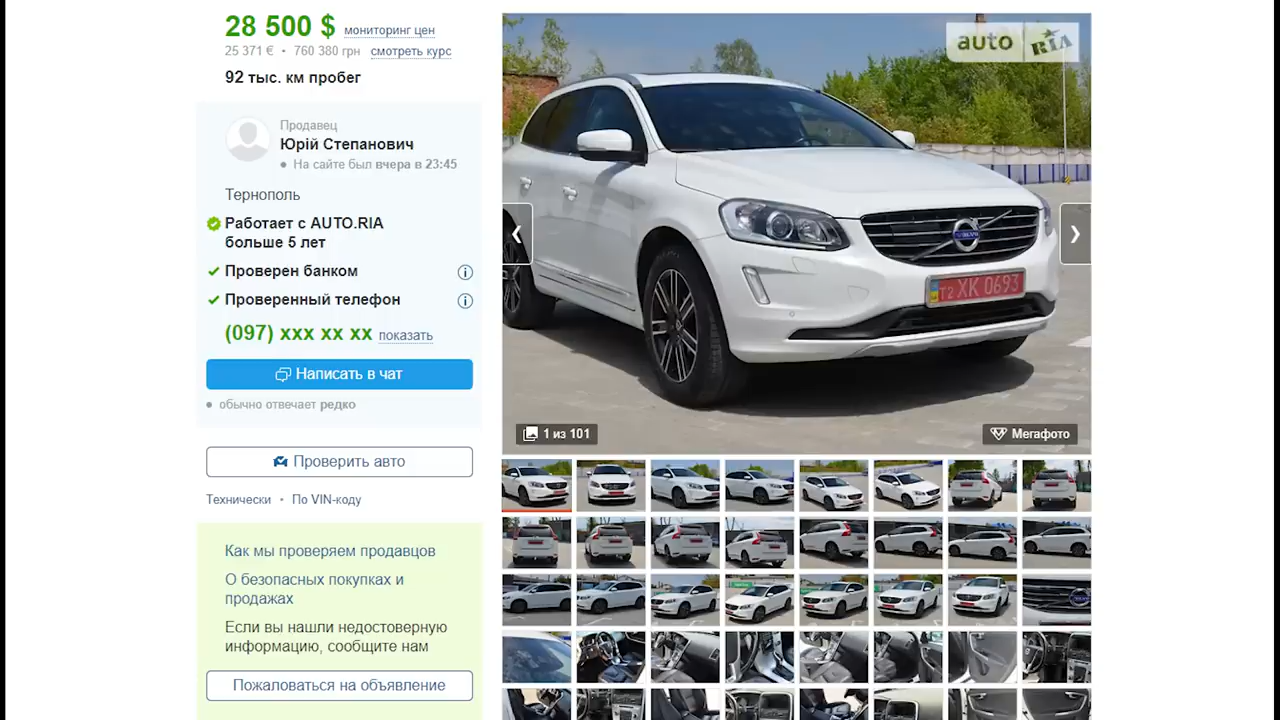 28 500 $ мониторинг цен
25 371 € • 760 380 грн смотреть курс
92 тыс. км пробег
Продавец
Юрій Степанович
• На сайте был вчера в 23:45
Тернополь
Работает с AUTO.RIA
больше 5 лет
Проверен банком
Проверенный телефон
(097) xxx xx xx показать
Написать в чат
• обычно отвечает редко
Проверить авто
Технически • По VIN-коду
Как мы проверяем продавцов
О безопасных покупках и
продажах
Если вы нашли недостоверную
информацию, сообщите нам
Пожаловаться на объявление
auto RIA
VOLVO
T2 XK 0693
1 из 101
Мегафото